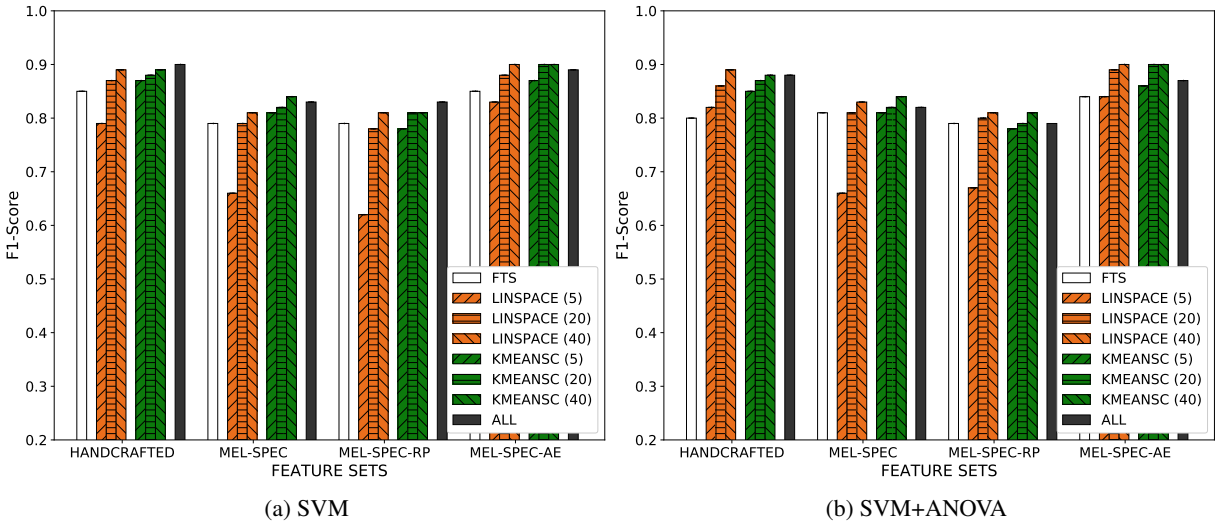 1.0
0.9
0.8
0.7
0.6
0.5
0.4
0.3
0.2
F1-Score
HANDCRAFTED MEL-SPEC MEL-SPEC-RP MEL-SPEC-AE
FEATURE SETS
FTS
LINSPACE (5)
LINSPACE (20)
LINSPACE (40)
KMEANSC (5)
KMEANSC (20)
KMEANSC (40)
ALL
(a) SVM
1.0
0.9
0.8
0.7
0.6
0.5
0.4
0.3
0.2
F1-Score
HANDCRAFTED MEL-SPEC MEL-SPEC-RP MEL-SPEC-AE
FEATURE SETS
FTS
LINSPACE (5)
LINSPACE (20)
LINSPACE (40)
KMEANSC (5)
KMEANSC (20)
KMEANSC (40)
ALL
(b) SVM+ANOVA